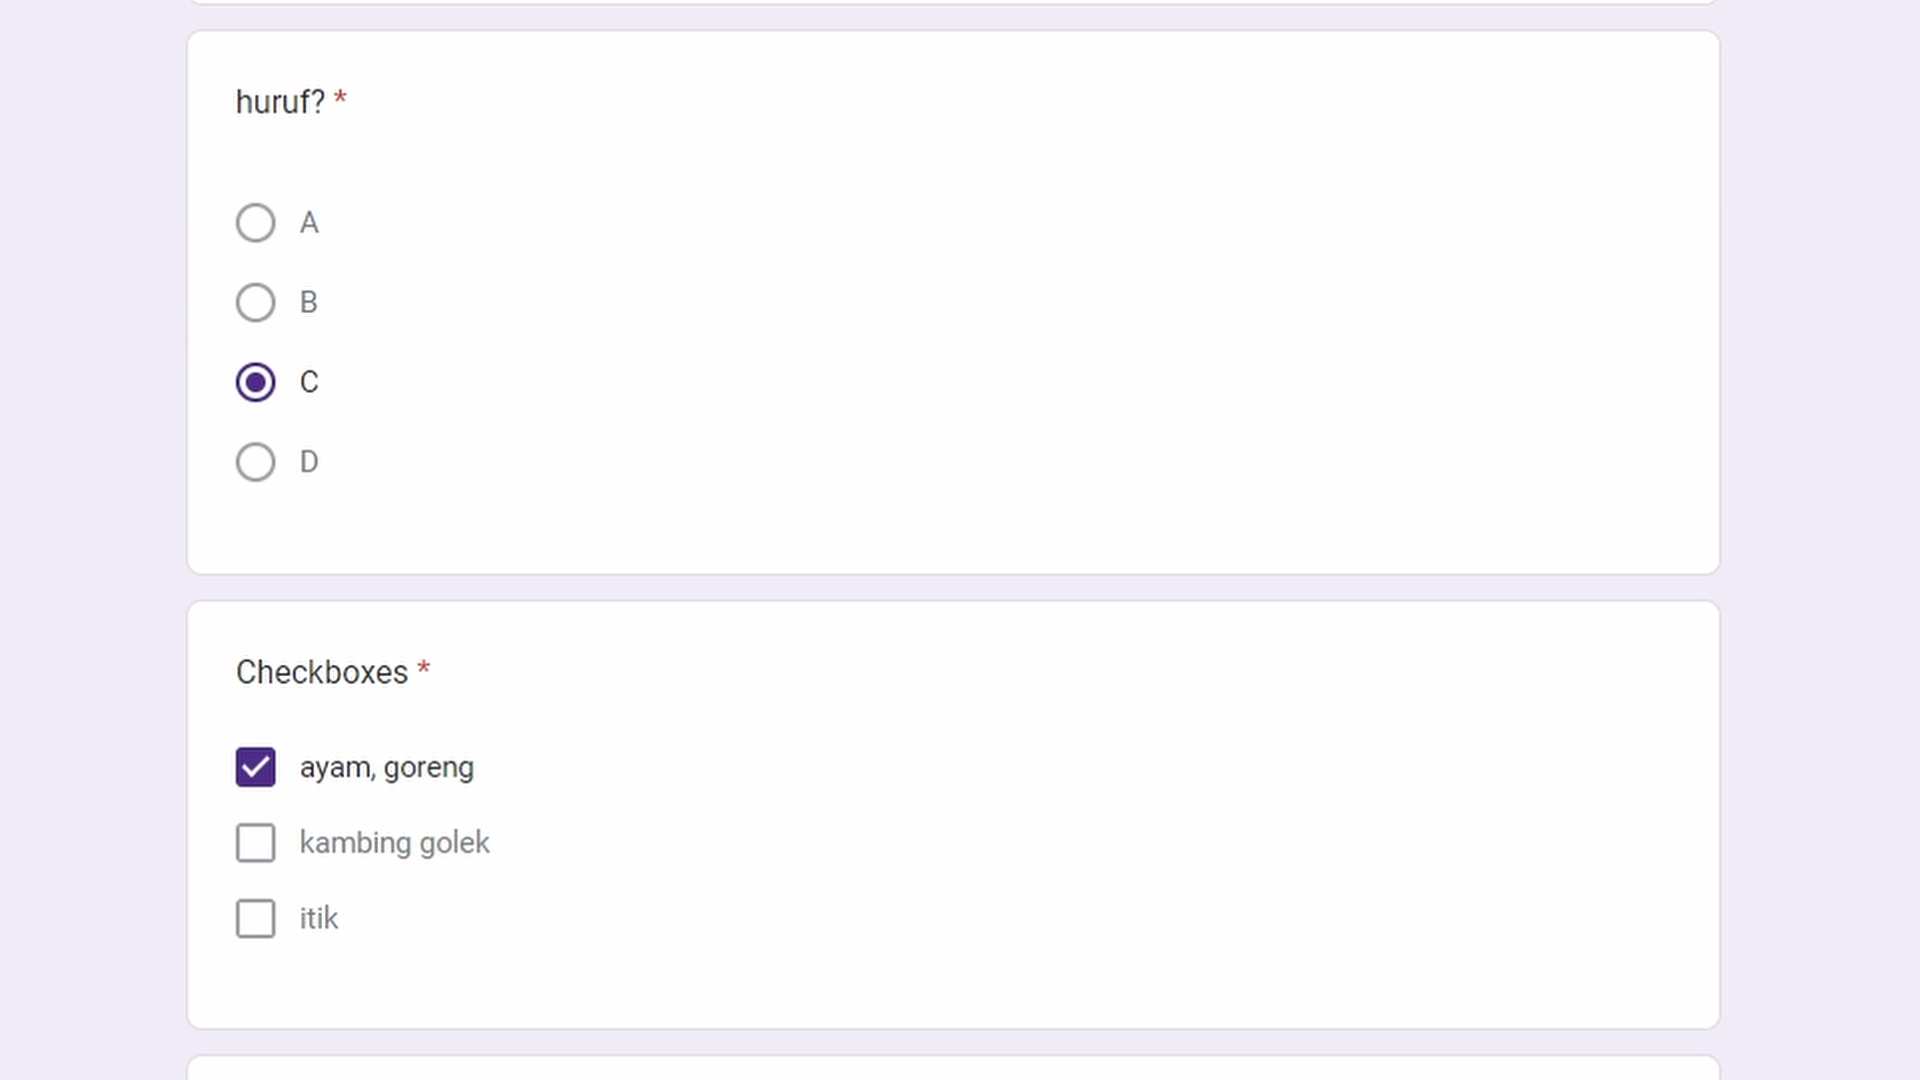 huruf? *
A
B
C
D
Checkboxes *
ayam, goreng
kambing golek
itik